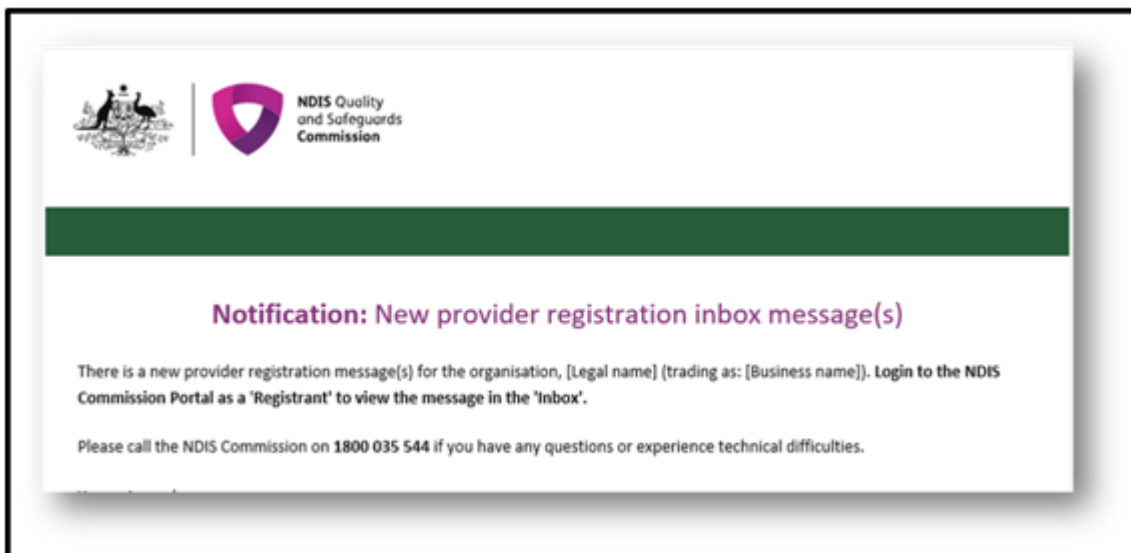 NDIS Quality
and Safeguards
Commission
Notification: New provider registration inbox message(s)
There is a new provider registration message(s) for the organisation, [Legal name] (trading as: [Business name]). Login to the NDIS
Commission Portal as a 'Registrant' to view the message in the 'Inbox'.
Please call the NDIS Commission on 1800 035 544 if you have any questions or experience technical difficulties.